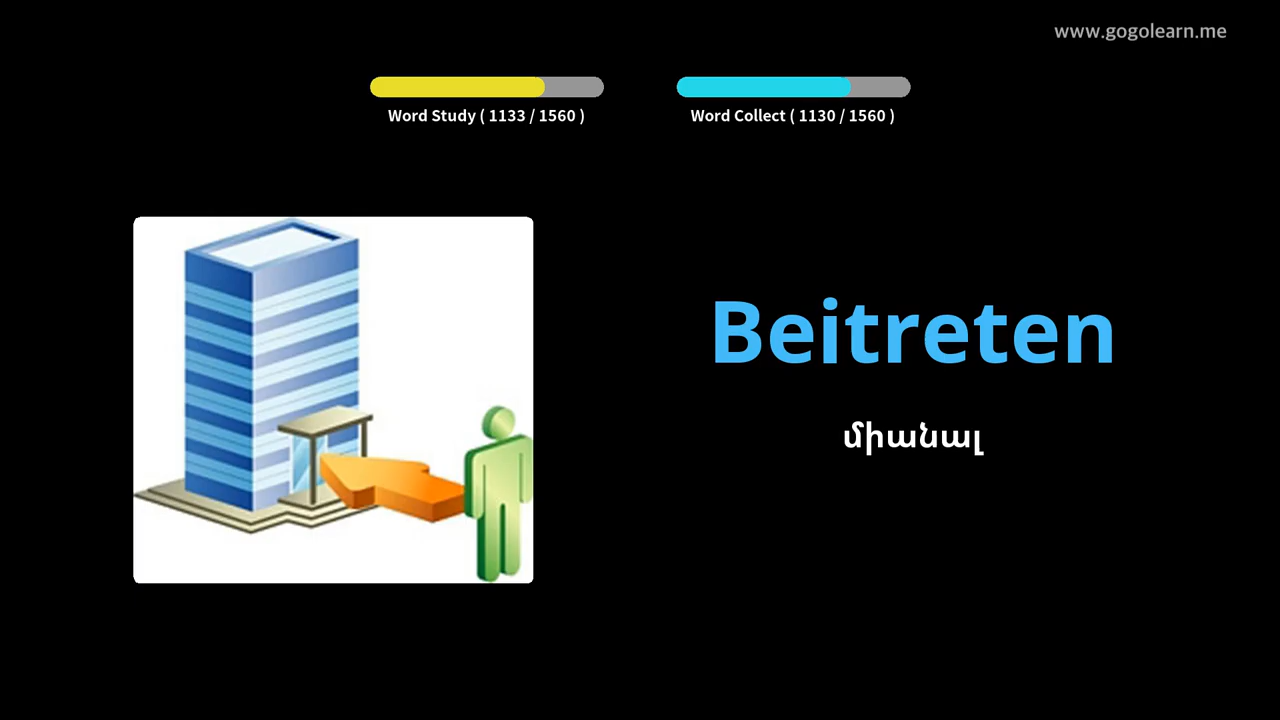 www.gogolearn.me
Word Study ( 1133 / 1560 )
Word Collect ( 1130 / 1560 )
Beitreten
միանալ